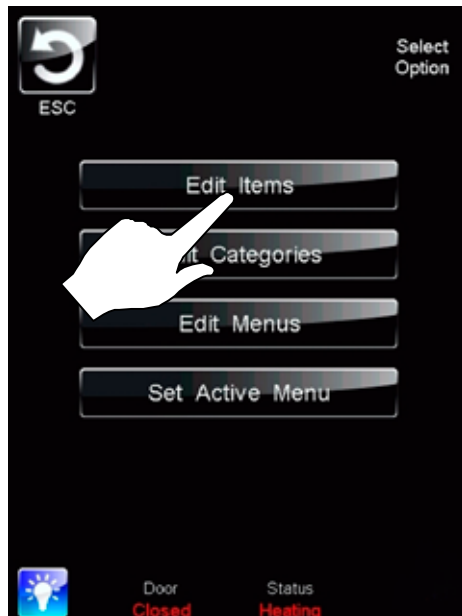 Select
Option
ESC
Edit Items
Categories
Edit Menus
Set Active Menu
Door Status
Closed Heating